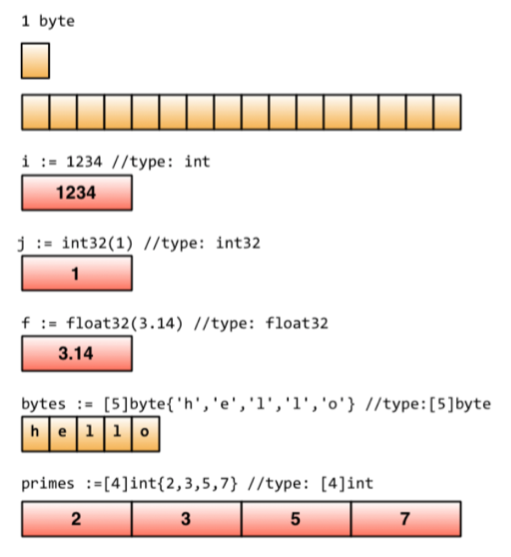 1 byte
i := 1234 //type: int
1234
j := int32(1) //type: int32
1
f := float32(3.14) //type: float32
3.14
bytes := [5]byte{'h','e','l','l','o'} //type:[5]byte
h e l l o
primes :=[4]int{2,3,5,7} //type: [4]int
2 3 5 7